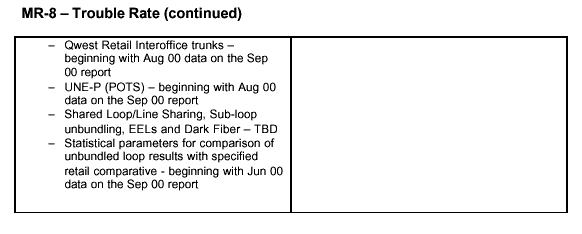 MR-8 – Trouble Rate (continued)
– Qwest Retail Interoffice trunks –
beginning with Aug 00 data on the Sep
00 report
– UNE-P (POTS) – beginning with Aug 00
data on the Sep 00 report
– Shared Loop/Line Sharing, Sub-loop
unbundling, EELs and Dark Fiber – TBD
– Statistical parameters for comparison of
unbundled loop results with specified
retail comparative - beginning with Jun 00
data on the Sep 00 report